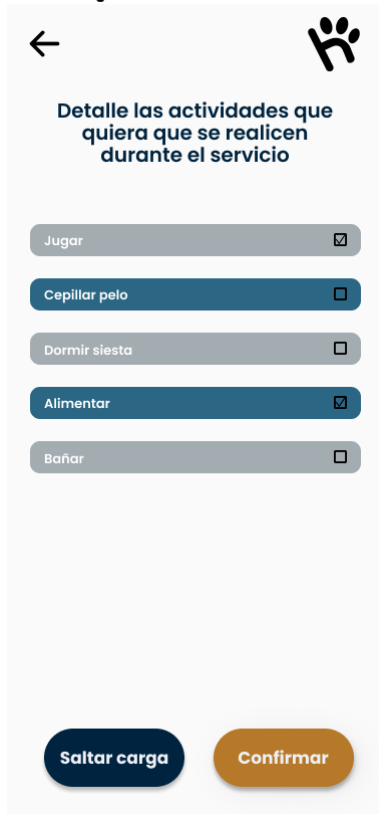 Detalle las actividades que
quiera que se realicen
durante el servicio
Jugar
Cepillar pelo
Dormir siesta
Alimentar
Bañar
Saltar carga
Confirmar